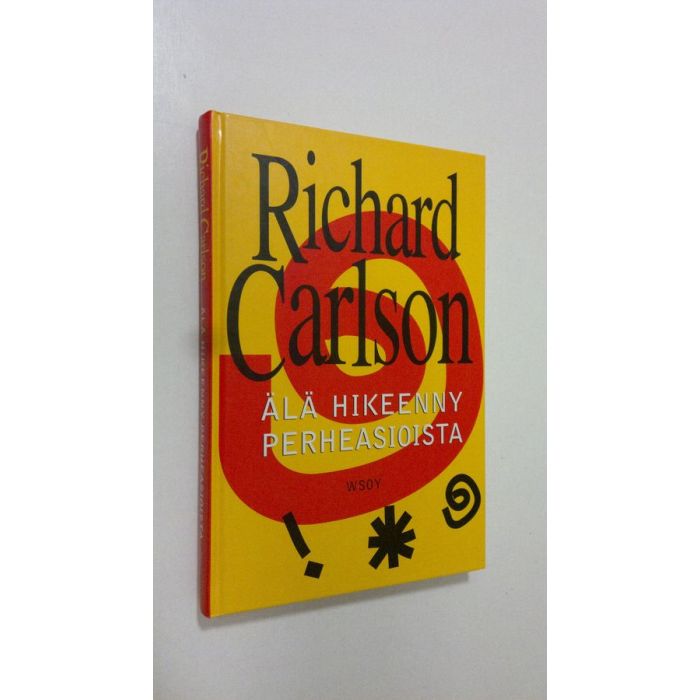 Richard
Carlson
ÄLÄ HIKEENNY
PERHEASIOISTA
WSOY
! *
Richard Carlson ÄLÄ HIKEENNY PERHEASIOISTA